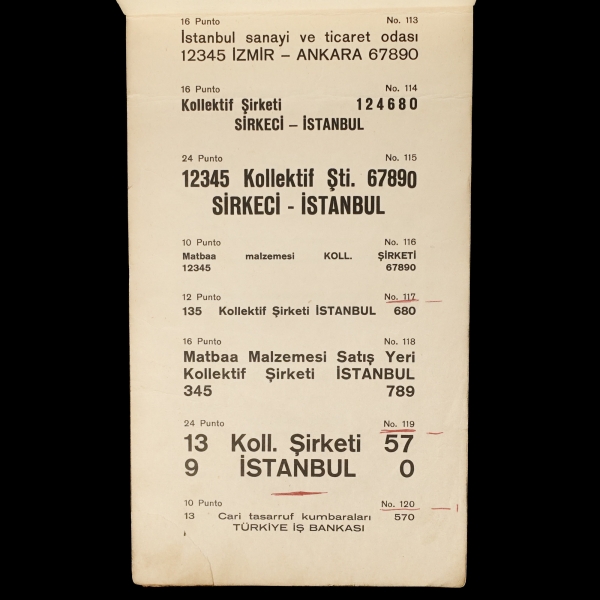 16 Punto No. 113
İstanbul sanayi ve ticaret odası
12345 İZMİR – ANKARA 67890
16 Punto No. 114
Kollektif Şirketi 124680
SİRKECİ – İSTANBUL
24 Punto No. 115
12345 Kollektif Şti. 67890
SİRKECİ - İSTANBUL
10 Punto No. 116
Matbaa malzemesi KOLL. ŞİRKETİ
12345 67890
12 Punto No. 117
135 Kollektif Şirketi İSTANBUL 680
16 Punto No. 118
Matbaa Malzemesi Satış Yeri
Kollektif Şirketi İSTANBUL
345 789
24 Punto No. 119
13 Koll. Şirketi 57
9 İSTANBUL 0
10 Punto No. 120
13 Cari tasarruf kumbaraları 570
TÜRKİYE İŞ BANKASI